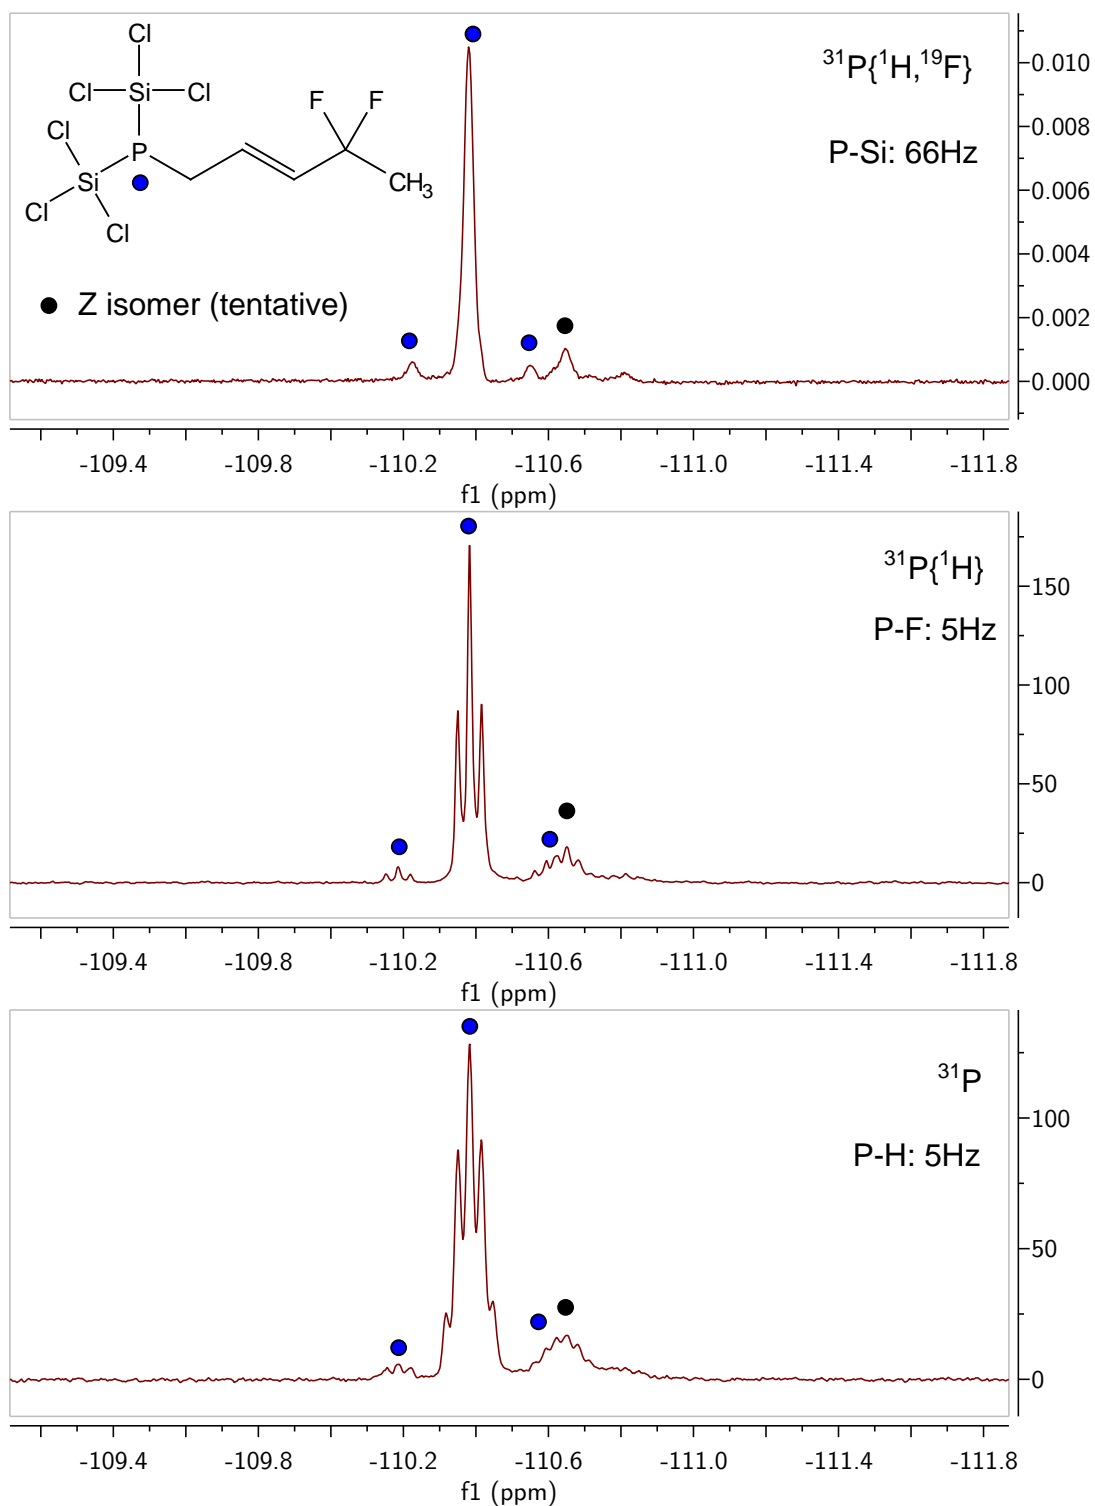 Cl
Cl Si Cl
F F
Cl
P
Cl Si
CH3
Cl
Cl
Z isomer (tentative)
31P{1H,19F}
P-Si: 66Hz
0.010
0.008
0.006
0.004
0.002
0.000
-109.4 -109.8 -110.2 -110.6 -111.0 -111.4 -111.8
f1 (ppm)
31P{1H}
P-F: 5Hz
150
100
50
0
-109.4 -109.8 -110.2 -110.6 -111.0 -111.4 -111.8
f1 (ppm)
31P
P-H: 5Hz
100
50
0
-109.4 -109.8 -110.2 -110.6 -111.0 -111.4 -111.8
f1 (ppm)